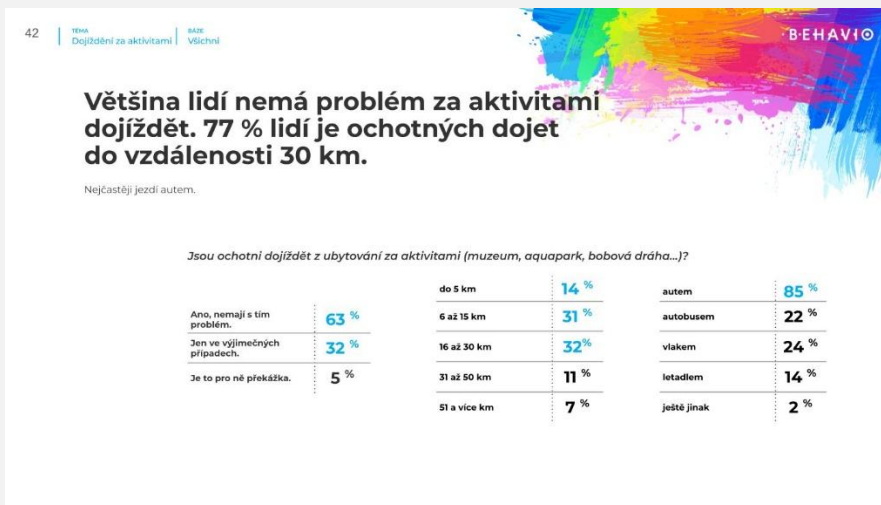 42
TÉMA
Dojíždění za aktivitami
BÁZE
Všichni
BEHAVIO
Většina lidí nemá problém za aktivitami
dojíždět. 77 % lidí je ochotných dojet
do vzdálenosti 30 km.
Nejčastěji jezdí autem.
Jsou ochotni dojíždět z ubytování za aktivitami (muzeum, aquapark, bobová dráha...)?
Ano, nemají s tím
problém.
63 %
Jen ve výjimečných
případech.
32 %
Je to pro ně překážka.
5 %
do 5 km
14 %
6 až 15 km
31 %
16 až 30 km
32%
31 až 50 km
11 %
51 a více km
7 %
autem
85 %
autobusem
22 %
vlakem
24 %
letadlem
14 %
ještě jinak
2 %